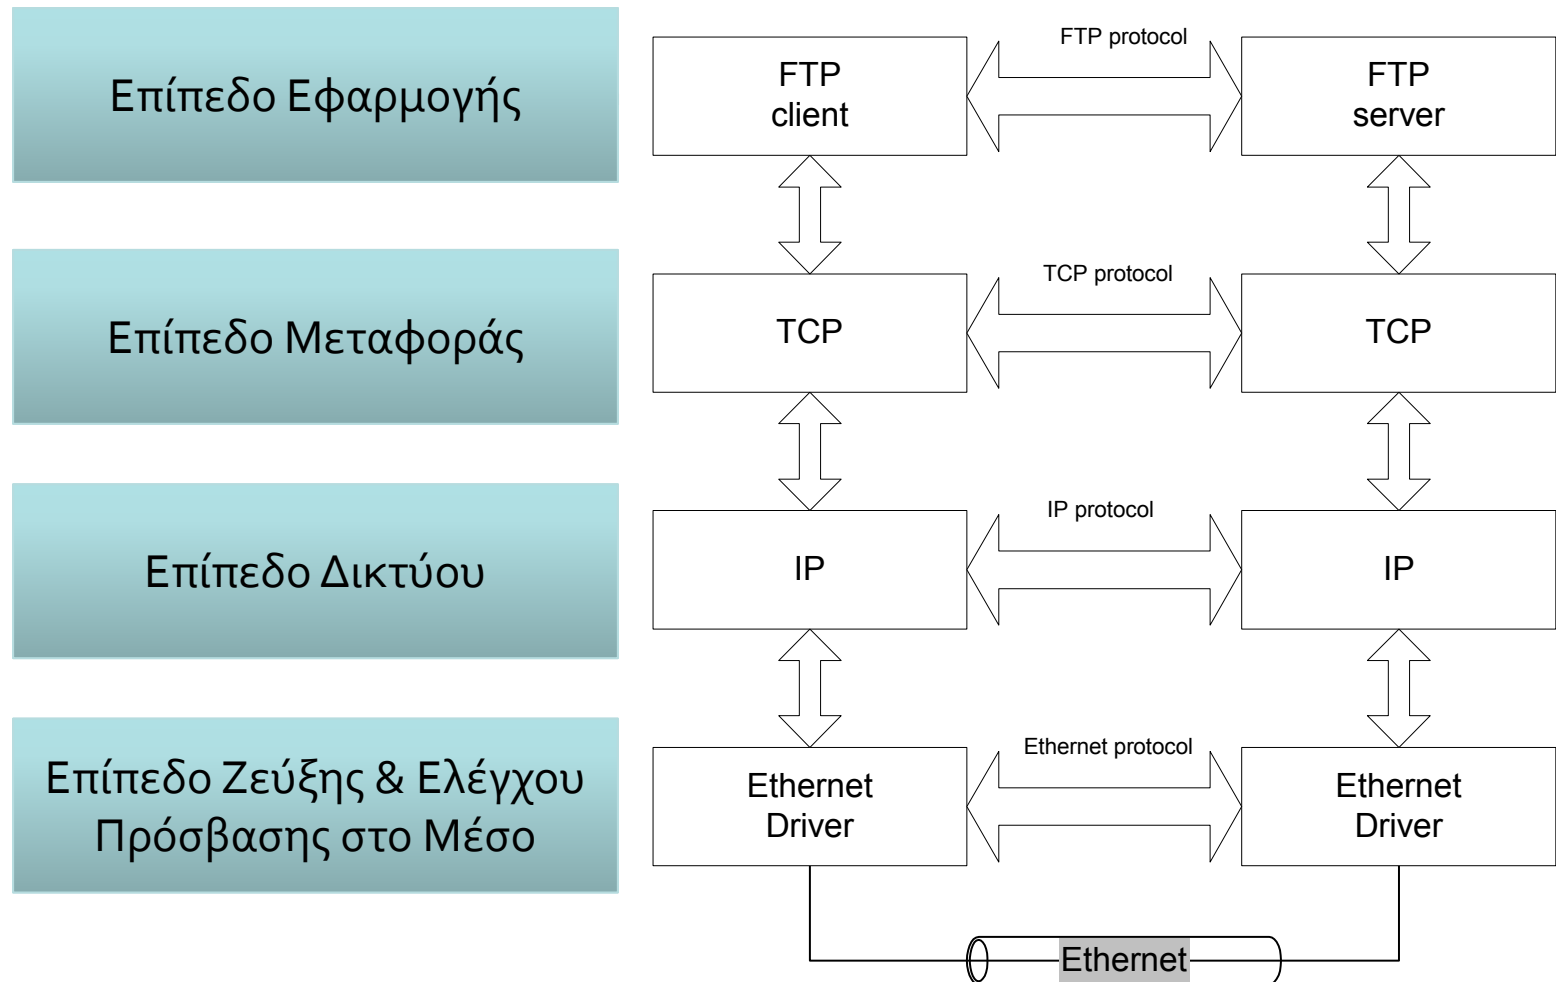 Επίπεδο Εφαρμογής
FTP
client
FTP protocol
FTP
server
Επίπεδο Μεταφοράς
TCP
TCP protocol
TCP
Επίπεδο Δικτύου
IP
IP protocol
IP
Επίπεδο Ζεύξης & Ελέγχου
Πρόσβασης στο Μέσο
Ethernet
Driver
Ethernet protocol
Ethernet
Driver
Ethernet